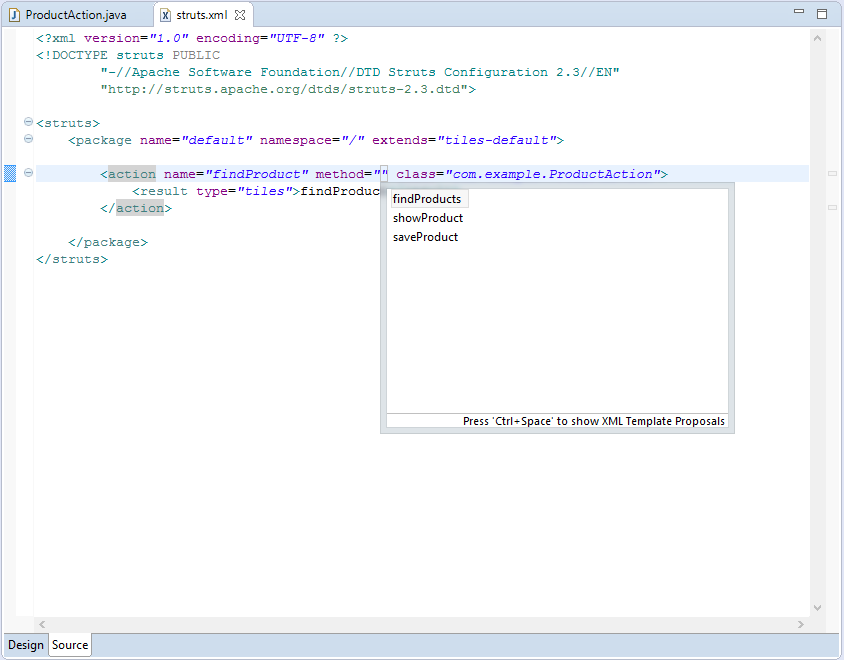 ProductAction.java
struts.xml
<?xml version="1.0" encoding="UTF-8" ?>
<!DOCTYPE struts PUBLIC
"-//Apache Software Foundation//DTD Struts Configuration 2.3//EN"
"http://struts.apache.org/dtds/struts-2.3.dtd">
<struts>
<package name="default" namespace="/" extends="tiles-default">
<action name="findProduct" method="" class="com.example.ProductAction">
<result type="tiles">findProduc
</action>
</package>
</struts>
findProducts
showProduct
saveProduct
Press 'Ctrl+Space' to show XML Template Proposals
Design
Source